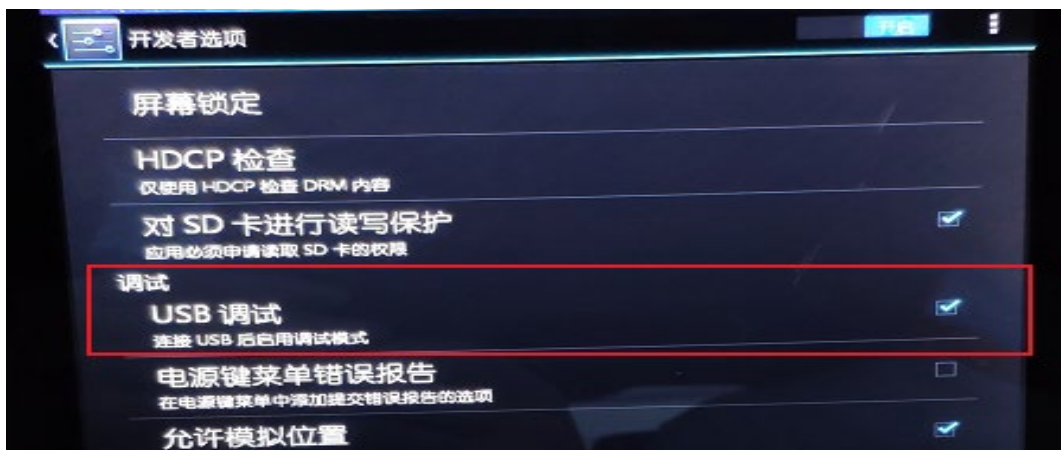 开发者选项
开启
屏幕锁定
HDCP 检查
仅使用 HDCP 检查 DRM 内容
对 SD 卡进行读写保护
应用必须申请读取 SD 卡的权限
调试
USB 调试
连接 USB 后启用调试模式
电源键菜单错误报告
在电源键菜单中添加提交错误报告的选项
允许模拟位置